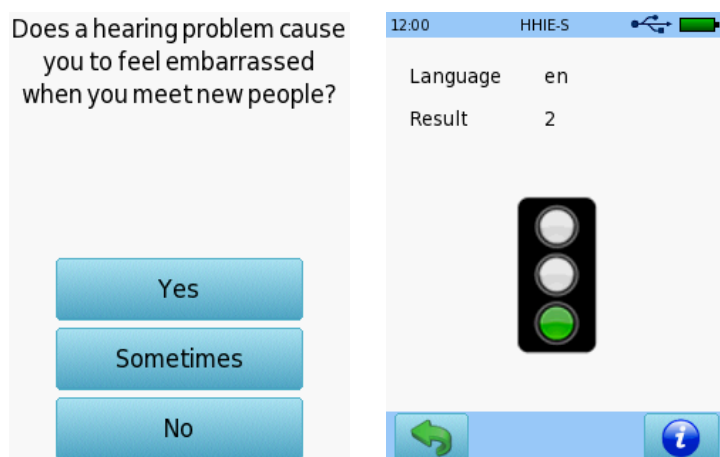 Does a hearing problem cause
you to feel embarrassed
when you meet new people?
Yes
Sometimes
No
12:00 HHIE-S
Language en
Result 2
i